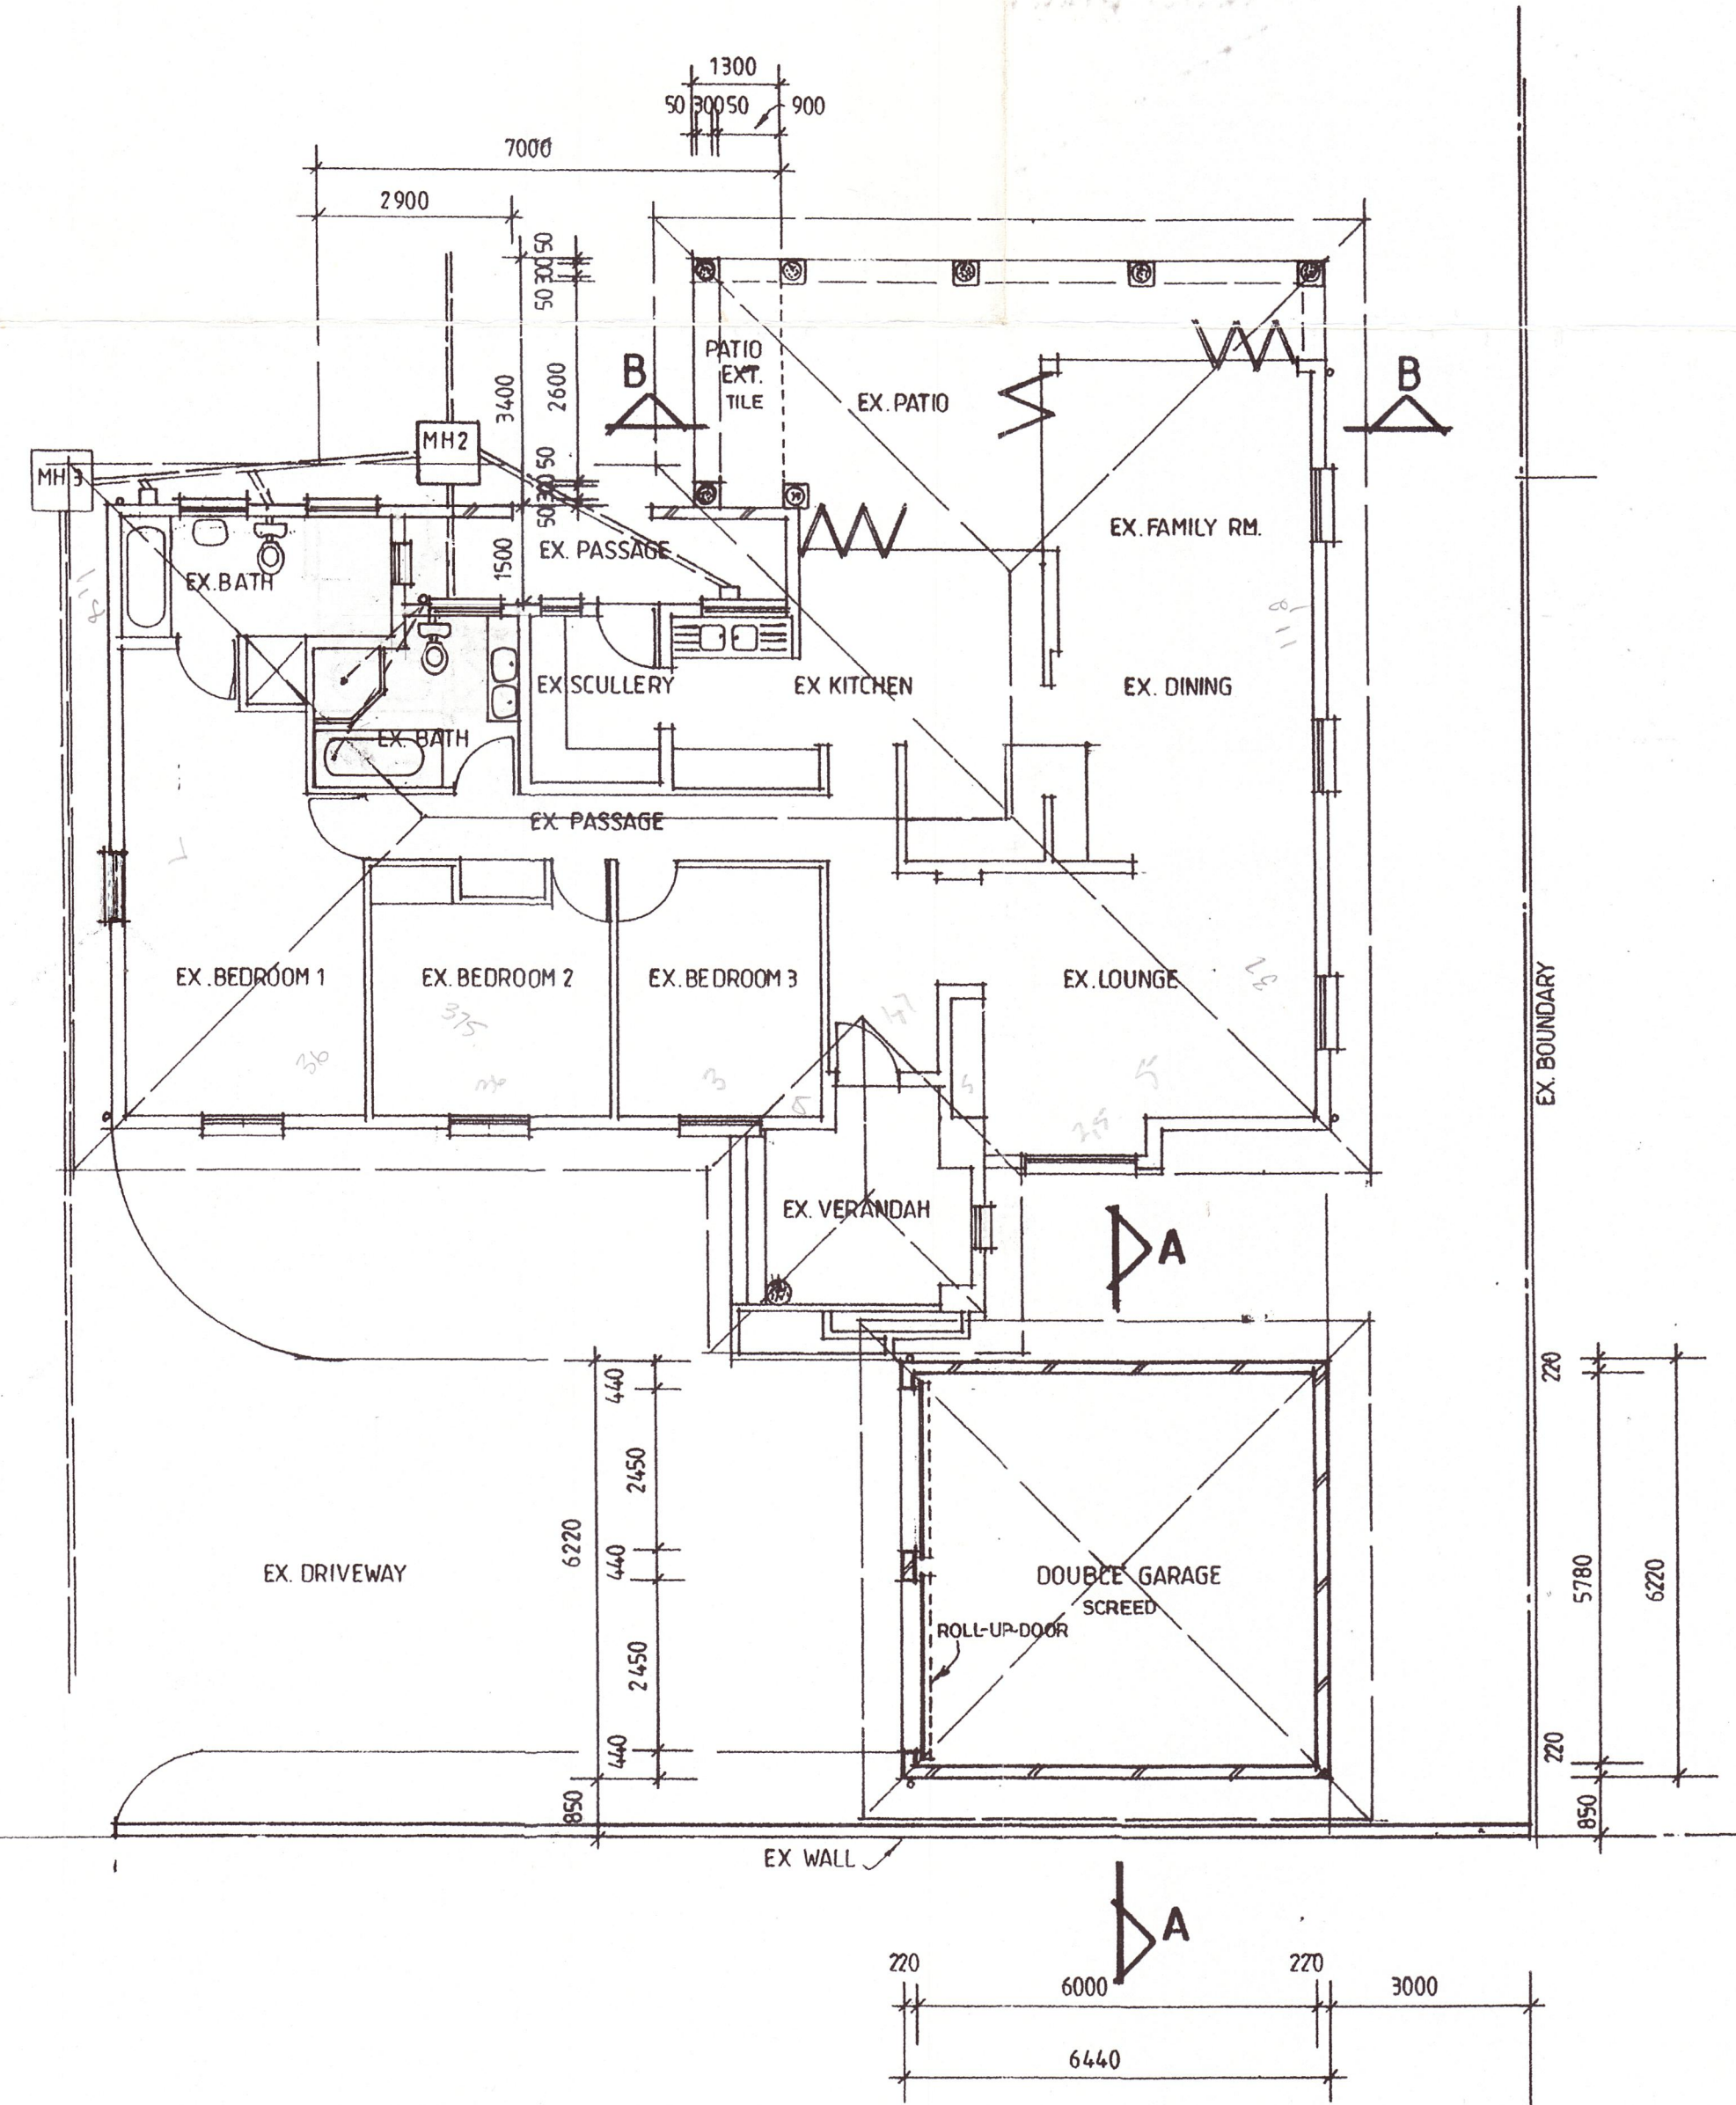 1300
50 300 50 900
7000
2900
50
300
50
3400
2600
50
300
50
1500
B
B
PATIO
EXT.
TILE
EX. PATIO
MH2
MH3
EX. PASSAGE
EX. FAMILY RM.
EX. BATH
EX SCULLERY
EX KITCHEN
EX. DINING
EX. BATH
EX. PASSAGE
EX. BEDROOM 1
EX. BEDROOM 2
EX. BEDROOM 3
EX. LOUNGE
375
36
3
EX. BOUNDARY
EX. VERANDAH
A
440
2450
6220
440
2450
440
850
220
5780
6220
220
850
EX. DRIVEWAY
DOUBLE GARAGE
SCREED
ROLL-UP-DOOR
EX WALL
A
220
6000
220
3000
6440